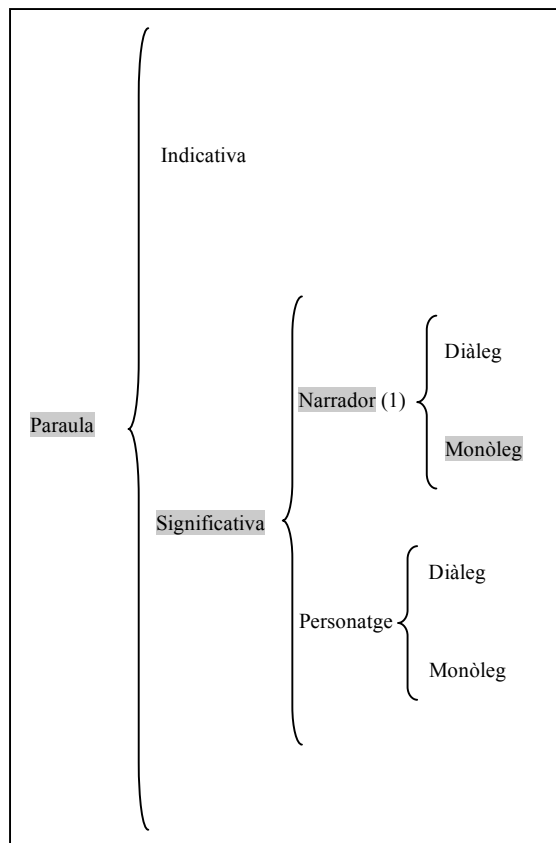 Indicativa
Diàleg
Narrador (1)
Paraula
Monòleg
Significativa
Diàleg
Personatge
Monòleg